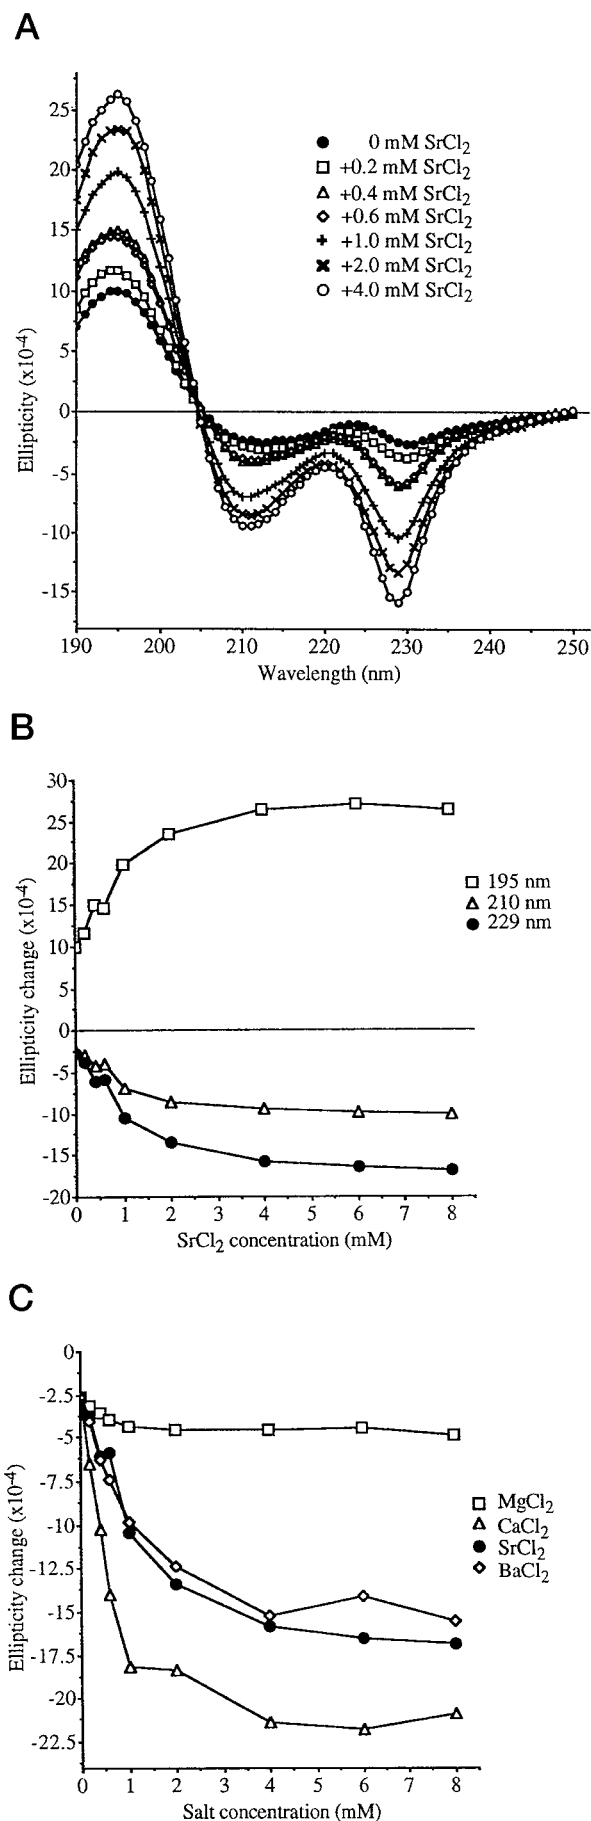 A
25
20
15
10
5
0
-5
-10
-15
Ellipticity (x10-4)
0 mM SrCl2
+0.2 mM SrCl2
+0.4 mM SrCl2
+0.6 mM SrCl2
+1.0 mM SrCl2
+2.0 mM SrCl2
+4.0 mM SrCl2
190 200 210 220 230 240 250
Wavelength (nm)
B
30
25
20
15
10
5
0
-5
-10
-15
-20
Ellipticity change (x10-4)
195 nm
210 nm
229 nm
0 1 2 3 4 5 6 7 8
SrCl2 concentration (mM)
C
0
-2.5
-5
-7.5
-10
-12.5
-15
-17.5
-20
-22.5
Ellipticity change (x10-4)
MgCl2
CaCl2
SrCl2
BaCl2
0 1 2 3 4 5 6 7 8
Salt concentration (mM)